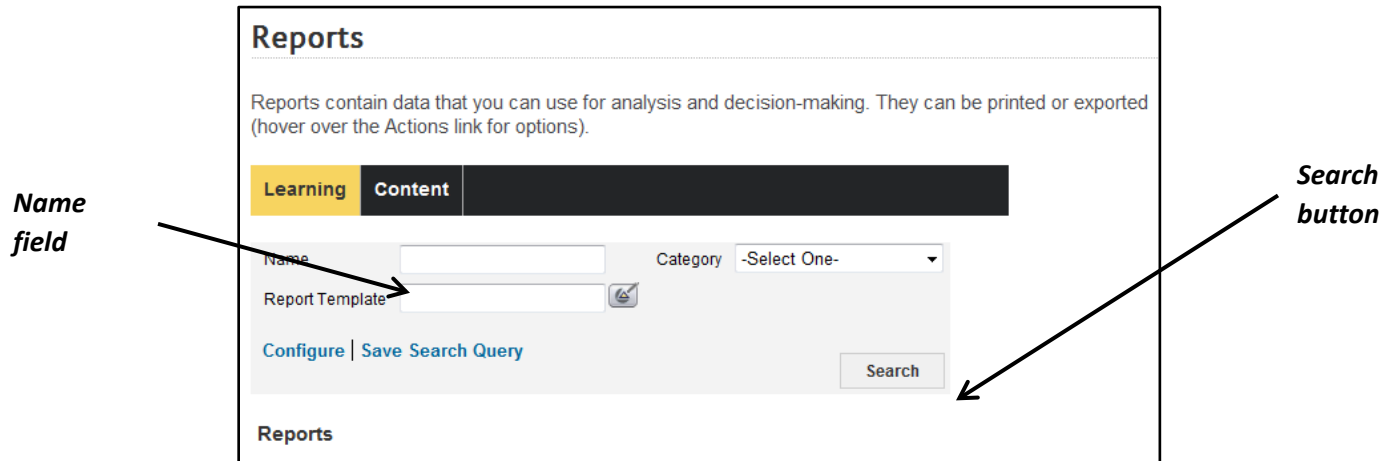 Reports
Reports contain data that you can use for analysis and decision-making. They can be printed or exported
(hover over the Actions link for options).
Learning Content
Name
field
Search
button
Name Category -Select One-
Report Template
Configure | Save Search Query
Search
Reports